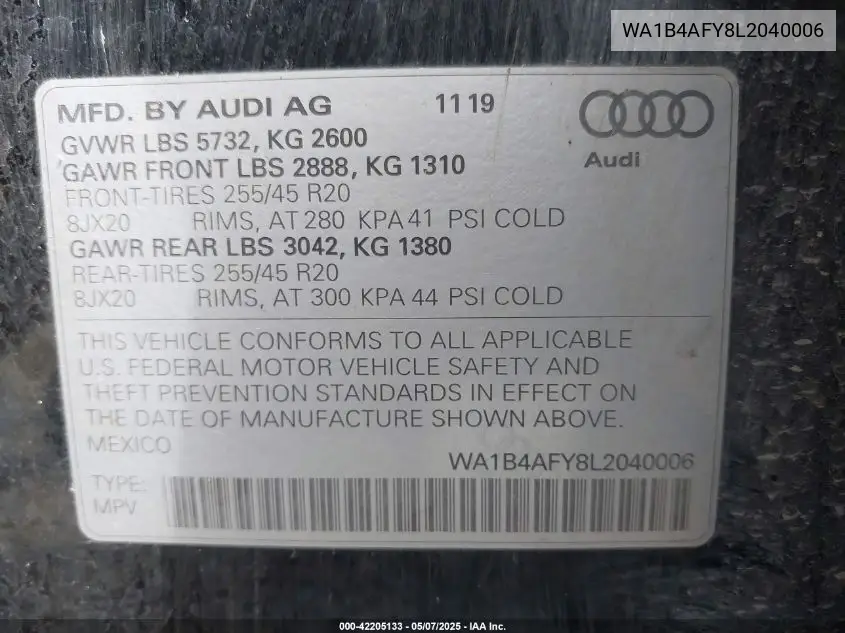 WA1B4AFY8L2040006
MFD. BY AUDI AG 11 19
GVWR LBS 5732, KG 2600
GAWR FRONT LBS 2888, KG 1310
Audi
FRONT-TIRES 255/45 R20
8JX20 RIMS, AT 280 KPA 41 PSI COLD
GAWR REAR LBS 3042, KG 1380
REAR-TIRES 255/45 R20
8JX20 RIMS, AT 300 KPA 44 PSI COLD
THIS VEHICLE CONFORMS TO ALL APPLICABLE
U.S. FEDERAL MOTOR VEHICLE SAFETY AND
THEFT PREVENTION STANDARDS IN EFFECT ON
THE DATE OF MANUFACTURE SHOWN ABOVE.
MEXICO
WA1B4AFY8L2040006
TYPE:
MPV
000-42205133 - 05/07/2025 - IAA Inc.